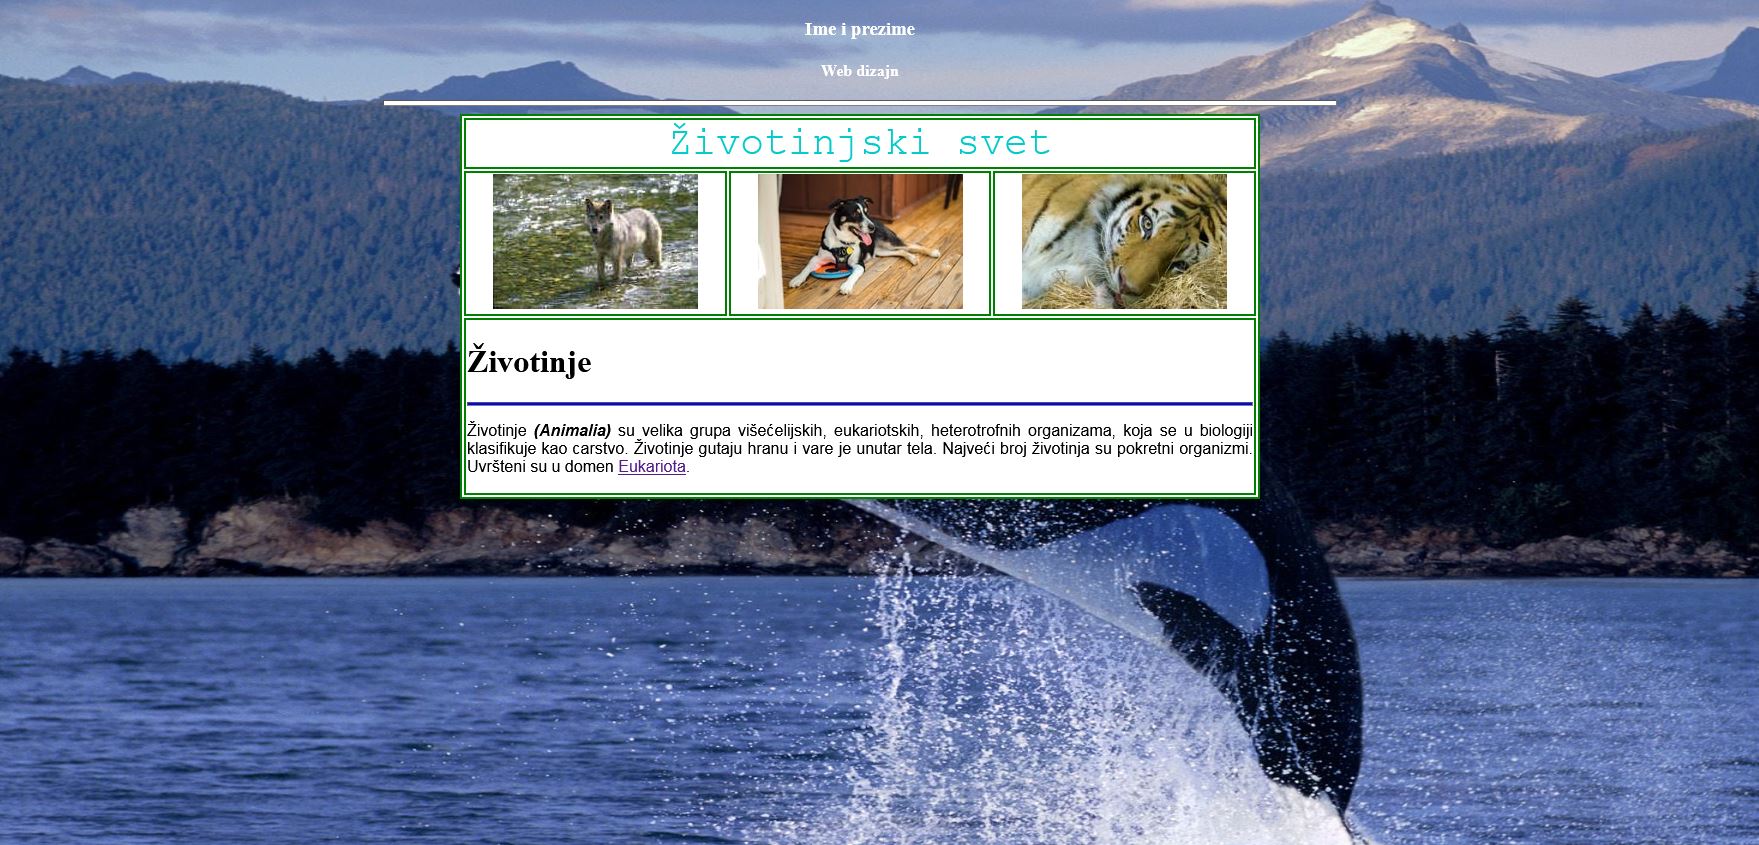 Ime i prezime
Web dizajn
Životinjski svet
Životinje
Životinje (Animalia) su velika grupa višećelijskih, eukariotskih, heterotrofnih organizama, koja se u biologiji
klasifikuje kao carstvo. Životinje gutaju hranu i vare je unutar tela. Najveći broj životinja su pokretni organizmi.
Uvršteni su u domen Eukariota.